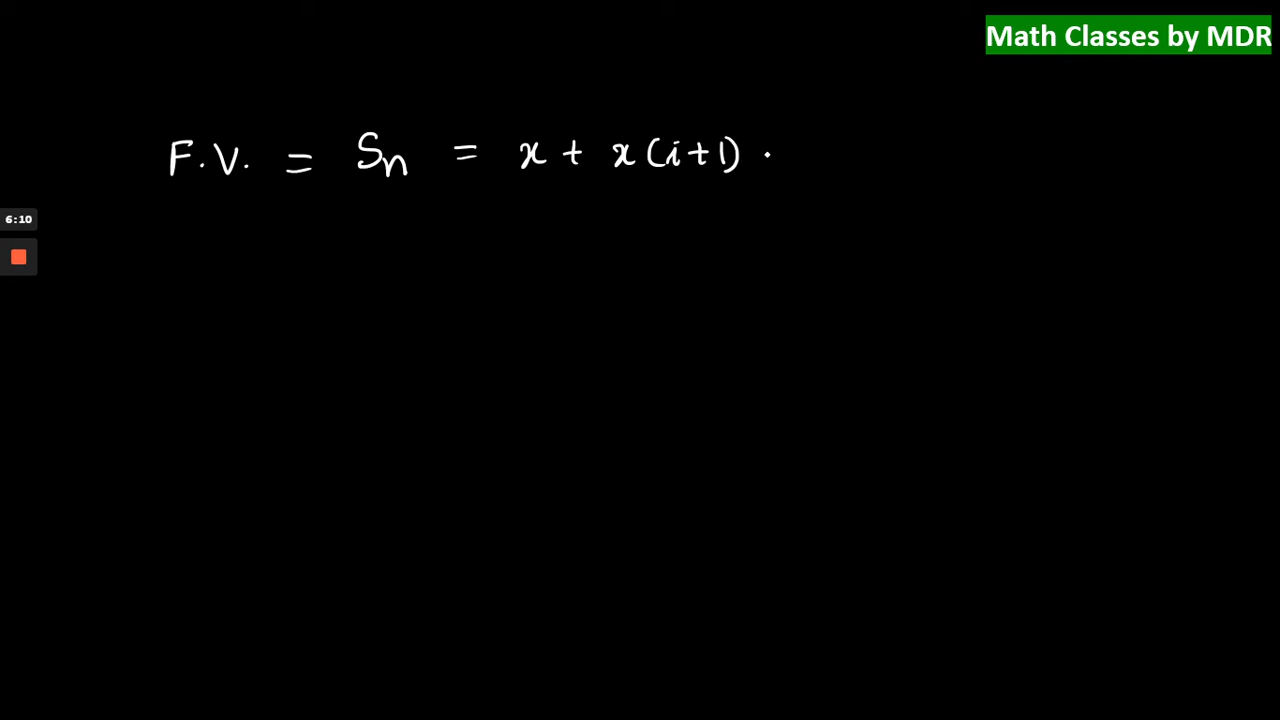 Math Classes by MDR
F.V. = Sn = x + x(i+1) .
6:10